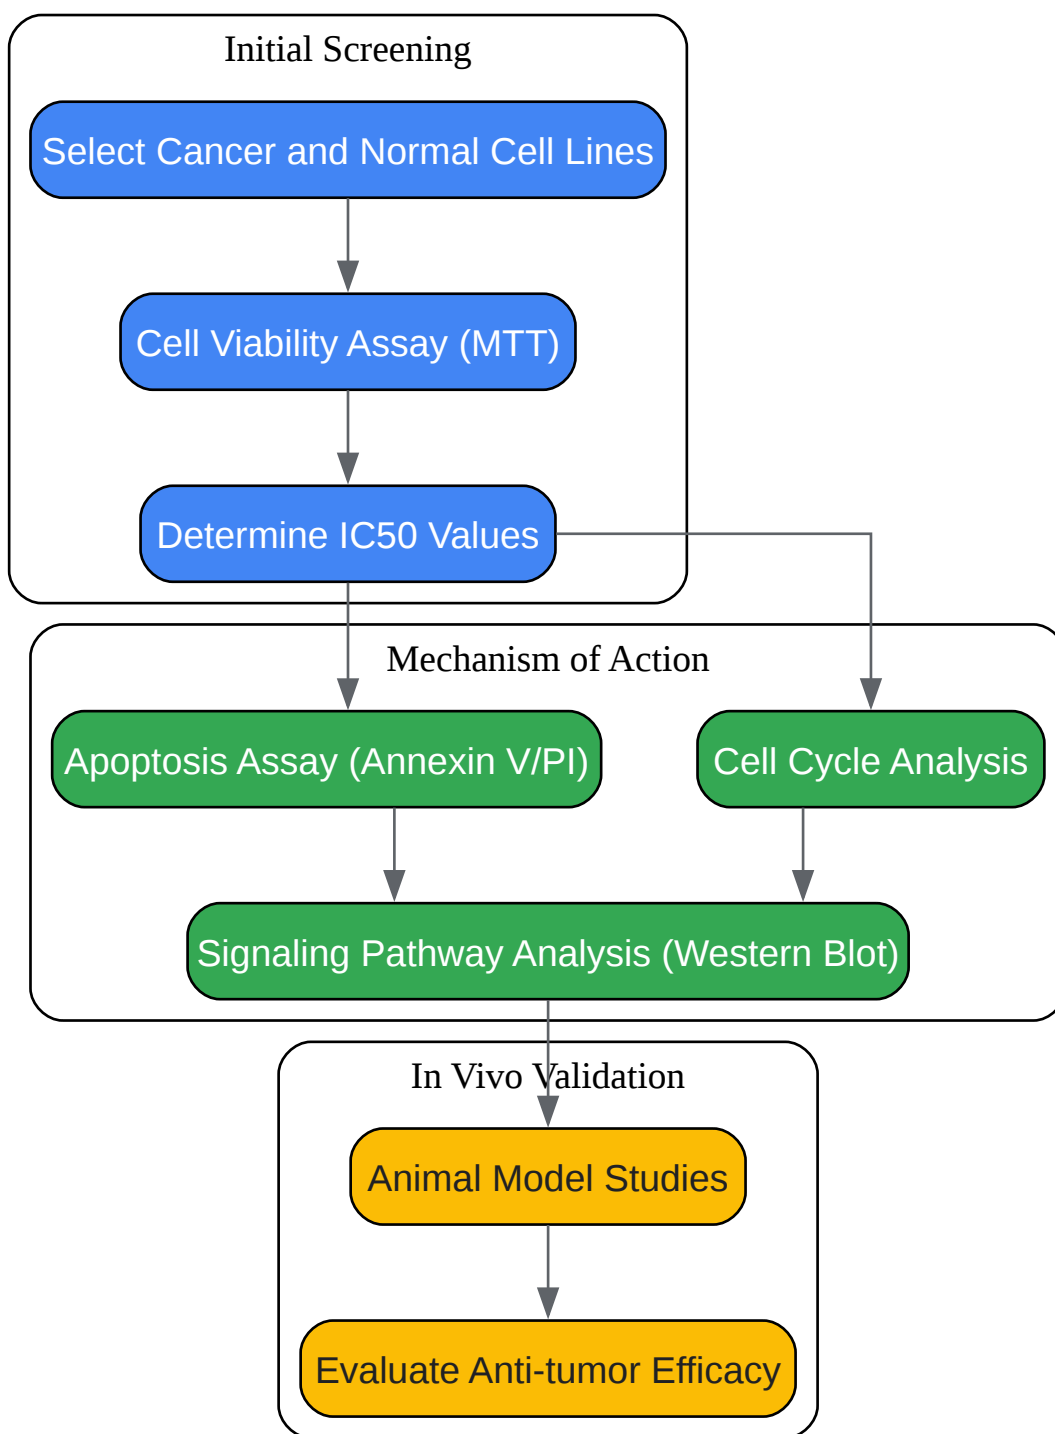 Initial Screening
Select Cancer and Normal Cell Lines
Cell Viability Assay (MTT)
Determine IC50 Values
Mechanism of Action
Apoptosis Assay (Annexin V/PI)
Cell Cycle Analysis
Signaling Pathway Analysis (Western Blot)
In Vivo Validation
Animal Model Studies
Evaluate Anti-tumor Efficacy